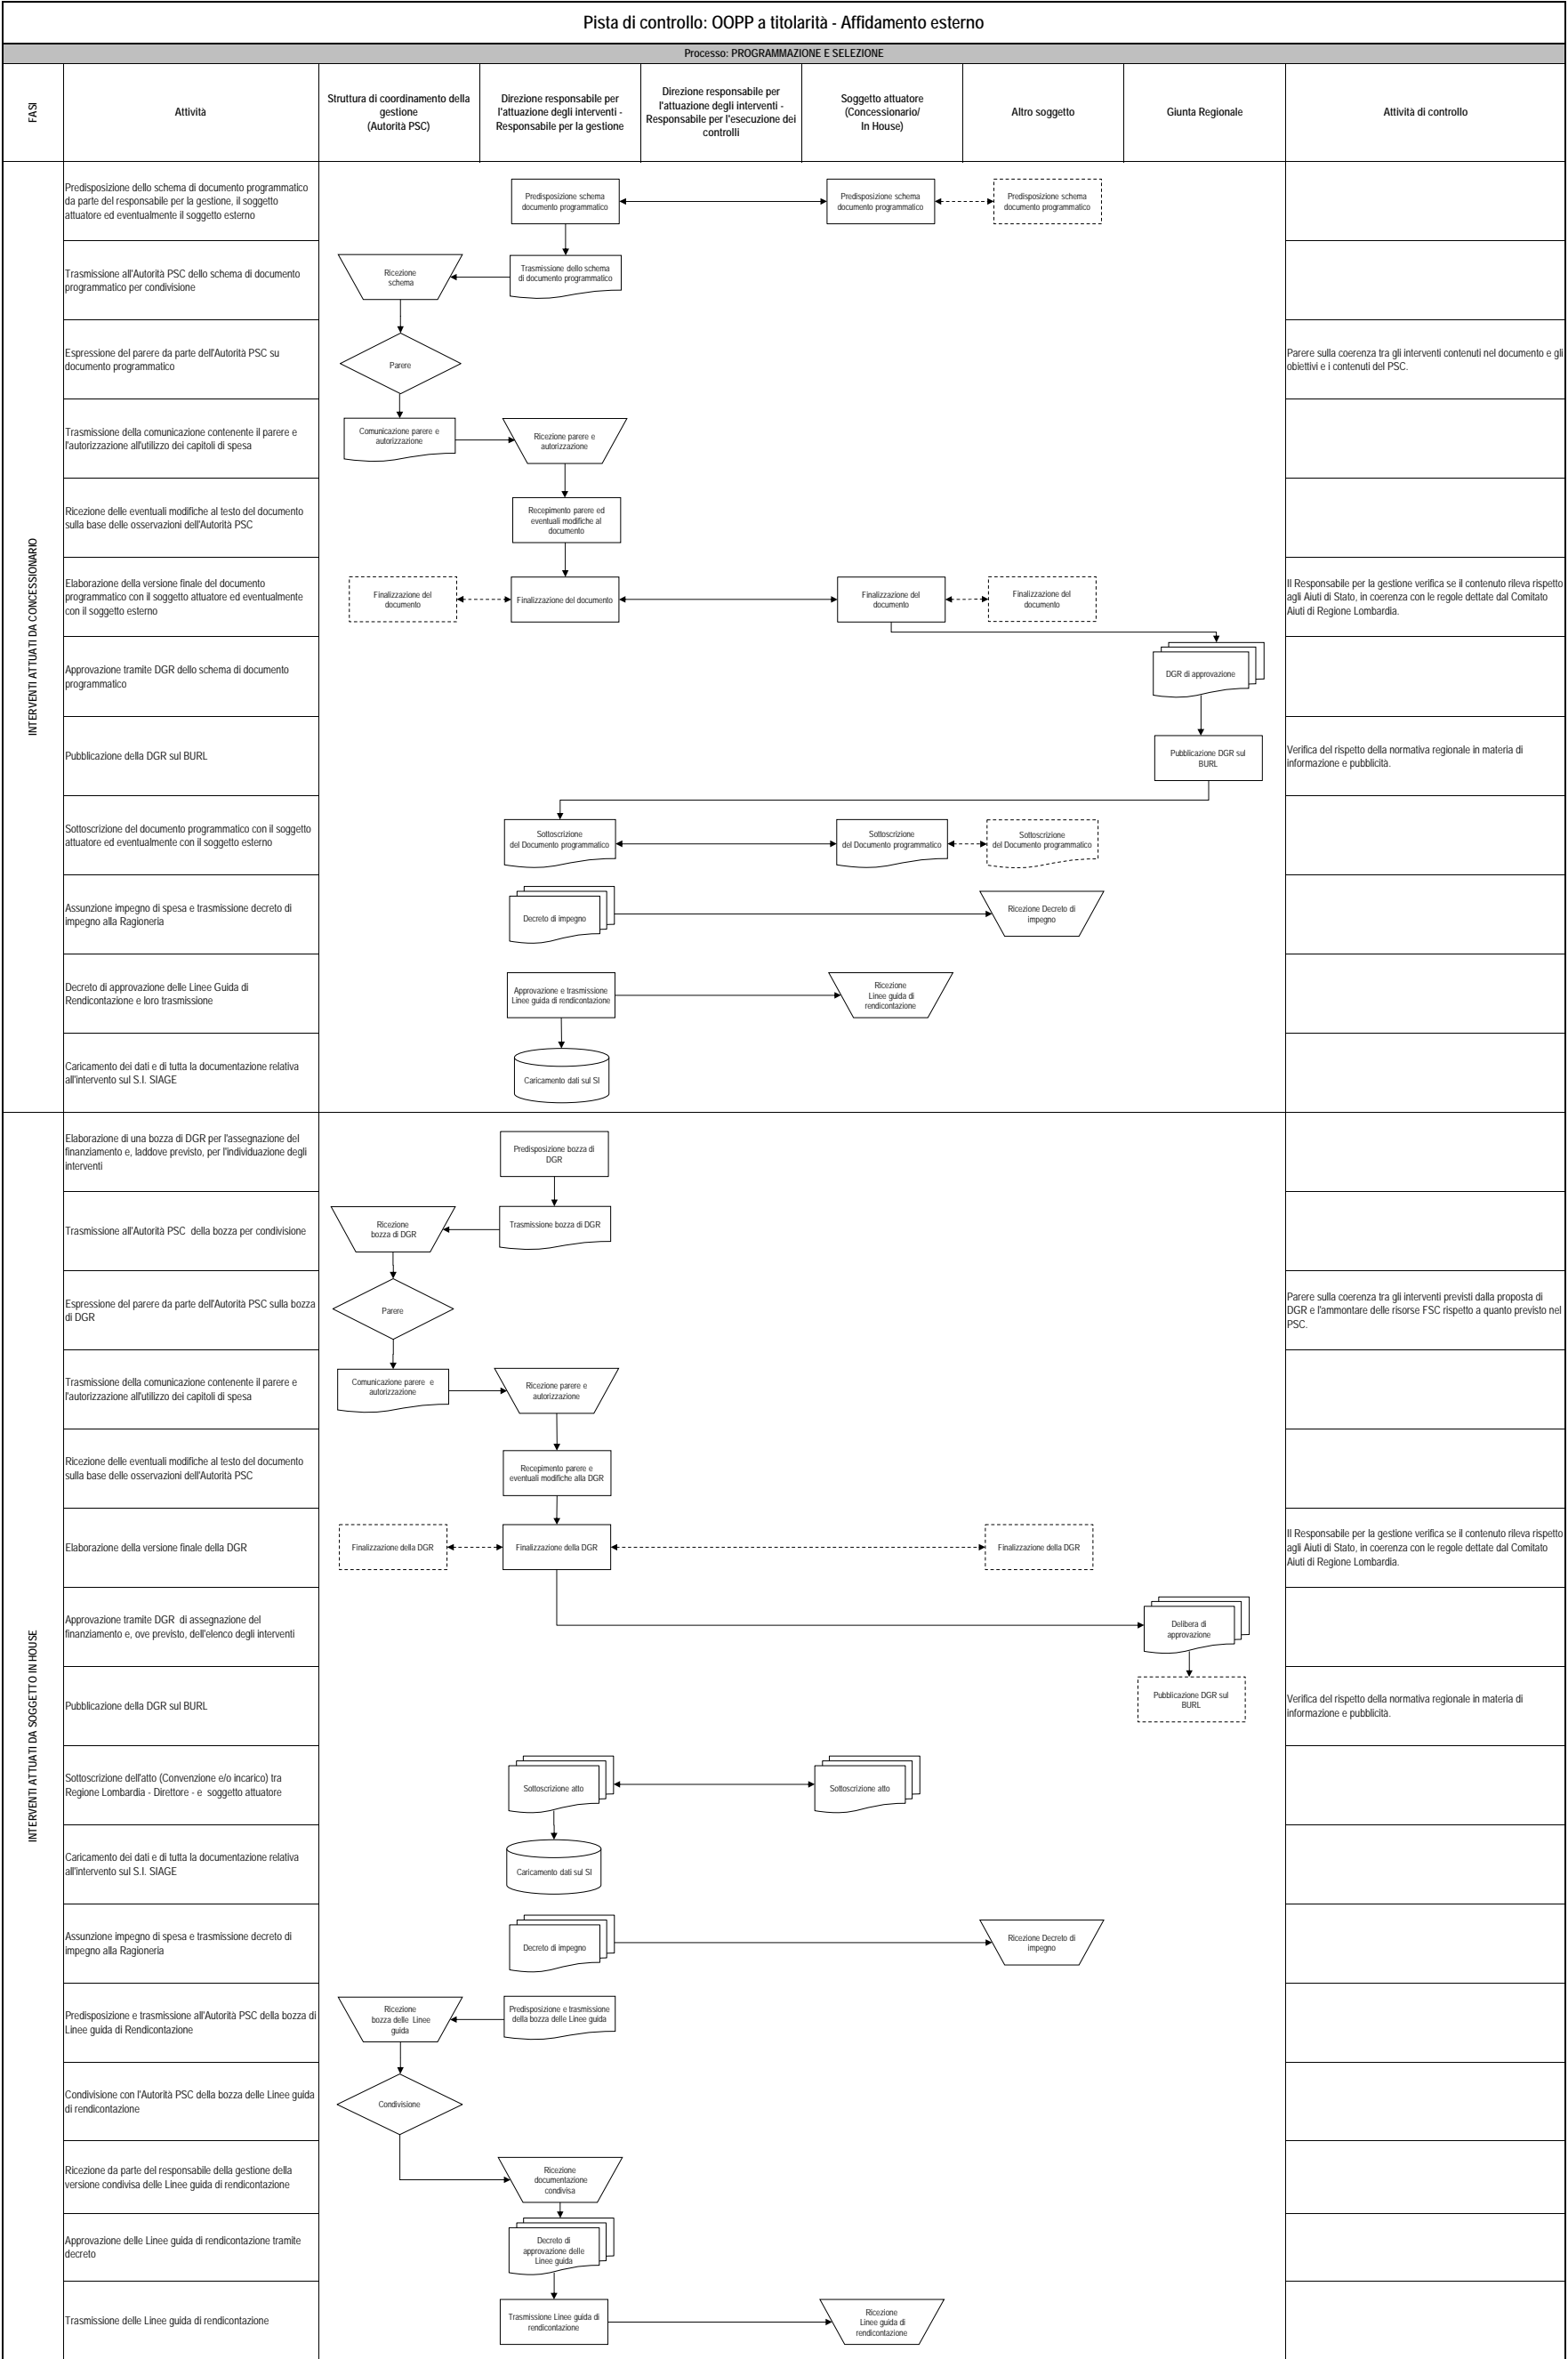 Pista di controllo: OOPP a titolarità - Affidamento esterno
Processo: PROGRAMMAZIONE E SELEZIONE
FASI
Attività
Struttura di coordinamento della
gestione
(Autorità PSC)
Direzione responsabile per
l'attuazione degli interventi -
Responsabile per la gestione
Direzione responsabile per
l'attuazione degli interventi -
Responsabile per l'esecuzione dei
controlli
Soggetto attuatore
(Concessionario/
In House)
Altro soggetto
Giunta Regionale
Attività di controllo
INTERVENTI ATTUATI DA CONCESSIONARIO
Predisposizione dello schema di documento programmatico
da parte del responsabile per la gestione, il soggetto
attuatore ed eventualmente il soggetto esterno
Predisposizione schema
documento programmatico
Predisposizione schema
documento programmatico
Predisposizione schema
documento programmatico
Trasmissione all'Autorità PSC dello schema di documento
programmatico per condivisione
Ricezione
schema
Trasmissione dello schema
di documento programmatico
Espressione del parere da parte dell'Autorità PSC su
documento programmatico
Parere
Parere sulla coerenza tra gli interventi contenuti nel documento e gli
obiettivi e i contenuti del PSC.
Trasmissione della comunicazione contenente il parere e
l'autorizzazione all'utilizzo dei capitoli di spesa
Comunicazione parere e
autorizzazione
Ricezione parere e
autorizzazione
Ricezione delle eventuali modifiche al testo del documento
sulla base delle osservazioni dell'Autorità PSC
Recepimento parere ed
eventuali modifiche al
documento
Elaborazione della versione finale del documento
programmatico con il soggetto attuatore ed eventualmente
con il soggetto esterno
Finalizzazione del
documento
Finalizzazione del documento
Finalizzazione del
documento
Finalizzazione del
documento
Il Responsabile per la gestione verifica se il contenuto rileva rispetto
agli Aiuti di Stato, in coerenza con le regole dettate dal Comitato
Aiuti di Regione Lombardia.
Approvazione tramite DGR dello schema di documento
programmatico
DGR di approvazione
Pubblicazione della DGR sul BURL
Pubblicazione DGR sul
BURL
Verifica del rispetto della normativa regionale in materia di
informazione e pubblicità.
Sottoscrizione del documento programmatico con il soggetto
attuatore ed eventualmente con il soggetto esterno
Sottoscrizione
del Documento programmatico
Sottoscrizione
del Documento programmatico
Sottoscrizione
del Documento programmatico
Assunzione impegno di spesa e trasmissione decreto di
impegno alla Ragioneria
Decreto di impegno
Ricezione Decreto di
impegno
Decreto di approvazione delle Linee Guida di
Rendicontazione e loro trasmissione
Approvazione e trasmissione
Linee guida di rendicontazione
Ricezione
Linee guida di
rendicontazione
Caricamento dei dati e di tutta la documentazione relativa
all'intervento sul S.I. SIAGE
Caricamento dati sul SI
INTERVENTI ATTUATI DA SOGGETTO IN HOUSE
Elaborazione di una bozza di DGR per l'assegnazione del
finanziamento e, laddove previsto, per l'individuazione degli
interventi
Predisposizione bozza di
DGR
Trasmissione all'Autorità PSC  della bozza per condivisione
Ricezione
bozza di DGR
Trasmissione bozza di DGR
Espressione del parere da parte dell'Autorità PSC sulla bozza
di DGR
Parere
Parere sulla coerenza tra gli interventi previsti dalla proposta di
DGR e l'ammontare delle risorse FSC rispetto a quanto previsto nel
PSC.
Trasmissione della comunicazione contenente il parere e
l'autorizzazione all'utilizzo dei capitoli di spesa
Comunicazione parere  e
autorizzazione
Ricezione parere e
autorizzazione
Ricezione delle eventuali modifiche al testo del documento
sulla base delle osservazioni dell'Autorità PSC
Recepimento parere e
eventuali modifiche alla DGR
Elaborazione della versione finale della DGR
Finalizzazione della DGR
Finalizzazione della DGR
Finalizzazione della DGR
Il Responsabile per la gestione verifica se il contenuto rileva rispetto
agli Aiuti di Stato, in coerenza con le regole dettate dal Comitato
Aiuti di Regione Lombardia.
Approvazione tramite DGR  di assegnazione del
finanziamento e, ove previsto, dell'elenco degli interventi
Delibera di
approvazione
Pubblicazione della DGR sul BURL
Pubblicazione DGR sul
BURL
Verifica del rispetto della normativa regionale in materia di
informazione e pubblicità.
Sottoscrizione dell'atto (Convenzione e/o incarico) tra
Regione Lombardia - Direttore - e  soggetto attuatore
Sottoscrizione atto
Sottoscrizione atto
Caricamento dei dati e di tutta la documentazione relativa
all'intervento sul S.I. SIAGE
Caricamento dati sul SI
Assunzione impegno di spesa e trasmissione decreto di
impegno alla Ragioneria
Decreto di impegno
Ricezione Decreto di
impegno
Predisposizione e trasmissione all'Autorità PSC della bozza di
Linee guida di Rendicontazione
Ricezione
bozza delle  Linee
guida
Predisposizione e trasmissione
della bozza delle Linee guida
Condivisione con l'Autorità PSC della bozza delle Linee guida
di rendicontazione
Condivisione
Ricezione da parte del responsabile della gestione della
versione condivisa delle Linee guida di rendicontazione
Ricezione
documentazione
condivisa
Approvazione delle Linee guida di rendicontazione tramite
decreto
Decreto di
approvazione delle
Linee guida
Trasmissione delle Linee guida di rendicontazione
Trasmissione Linee guida di
rendicontazione
Ricezione
Linee guida di
rendicontazione